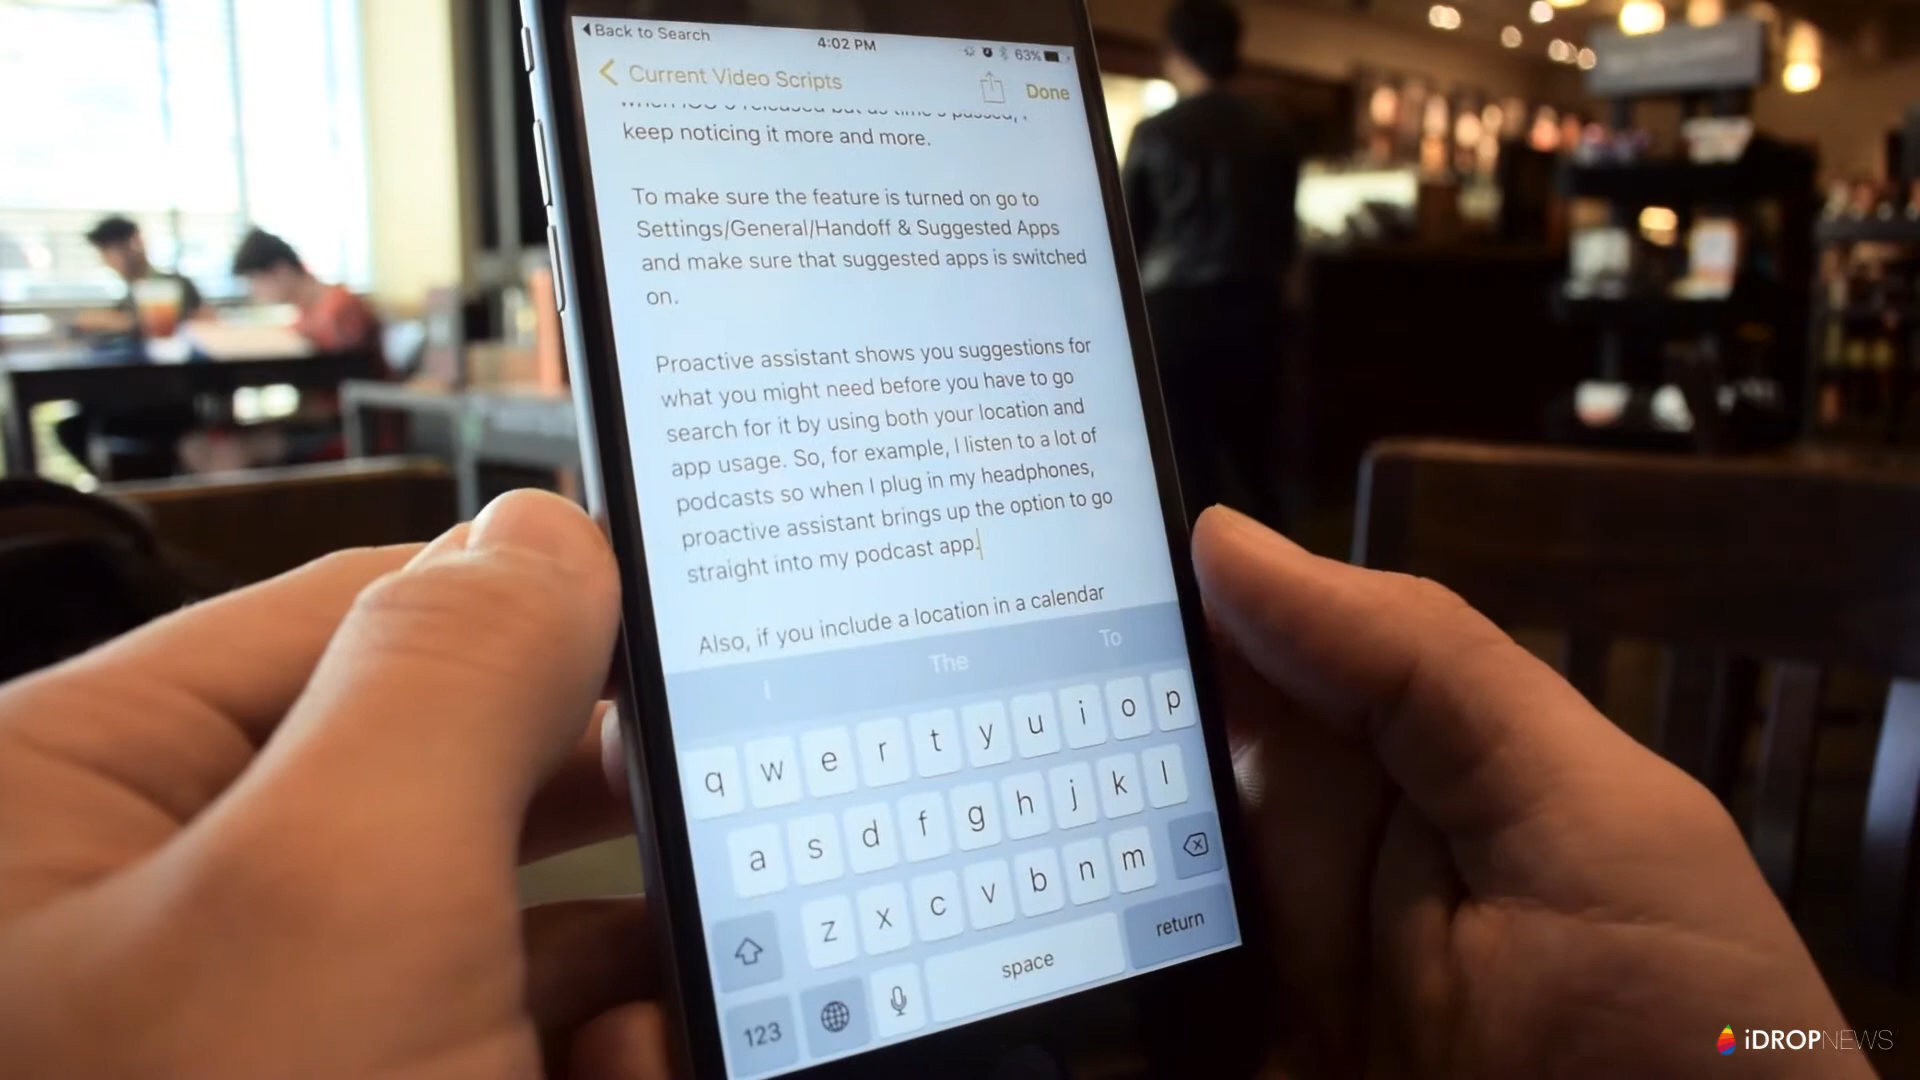 Back to Search 4:02 PM 63%
Current Video Scripts Done
keep noticing it more and more.
To make sure the feature is turned on go to
Settings/General/Handoff & Suggested Apps
and make sure that suggested apps is switched
on.
Proactive assistant shows you suggestions for
what you might need before you have to go
search for it by using both your location and
app usage. So, for example, I listen to a lot of
podcasts so when I plug in my headphones,
proactive assistant brings up the option to go
straight into my podcast app.
Also, if you include a location in a calendar
I The To
q w e r t y u i o p
a s d f g h j k l
z x c v b n m
123 space return
iDROPNEWS